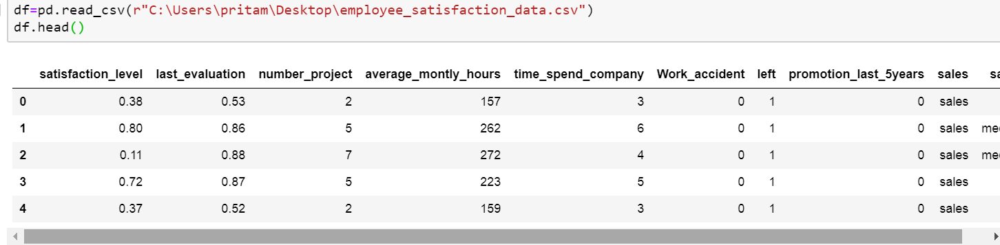 df=pd.read_csv(r"C:\Users\pritam\Desktop\employee_satisfaction_data.csv")
df.head()
satisfaction_level last_evaluation number_project average_montly_hours time_spend_company Work_accident left promotion_last_5years sales sa
0 0.38 0.53 2 157 3 0 1 0 sales
1 0.80 0.86 5 262 6 0 1 0 sales me
2 0.11 0.88 7 272 4 0 1 0 sales me
3 0.72 0.87 5 223 5 0 1 0 sales
4 0.37 0.52 2 159 3 0 1 0 sales